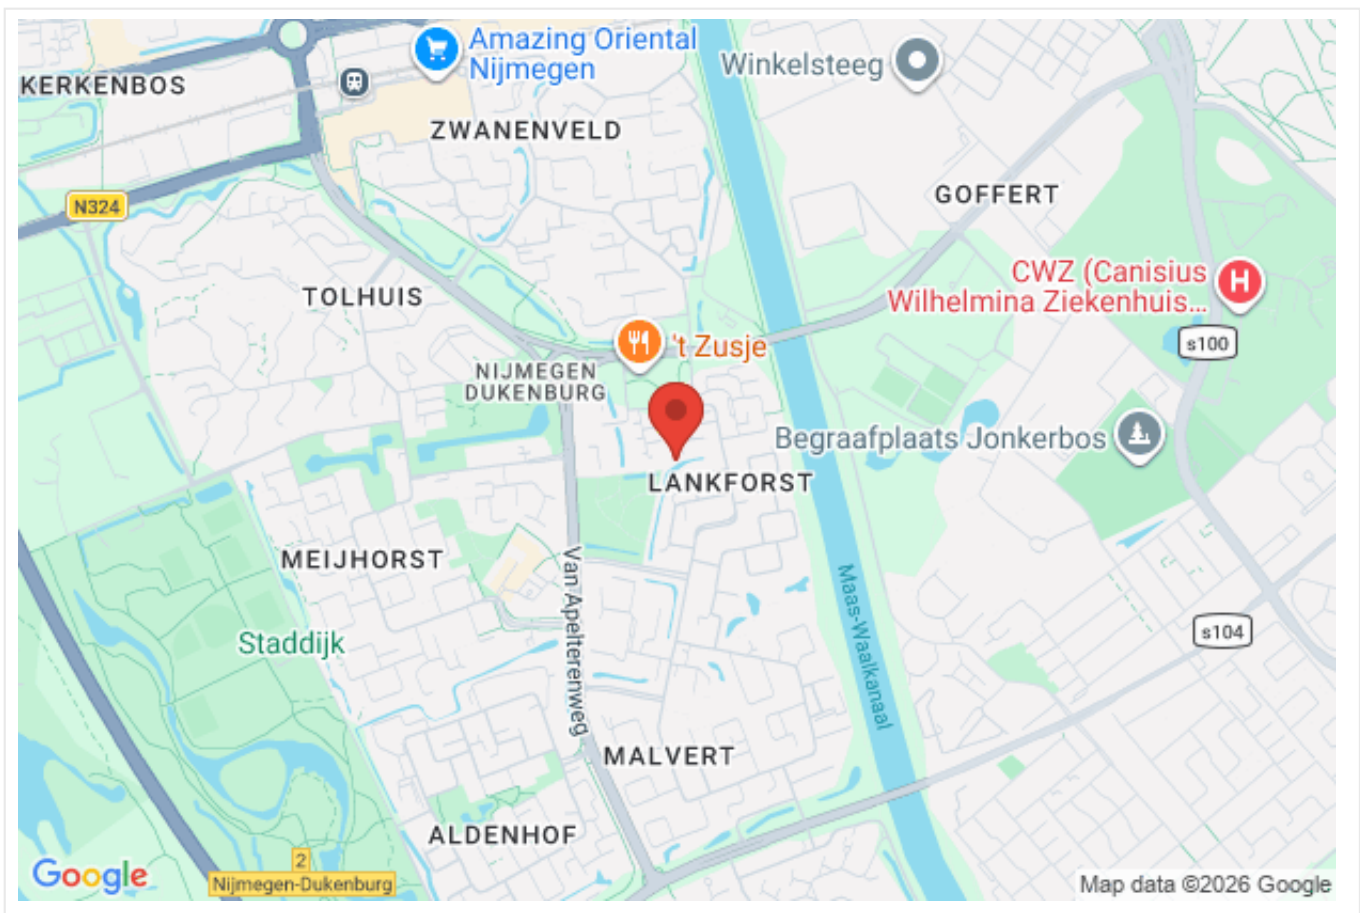 Amazing Oriental
Nijmegen
Winkelsteeg
KERKENBOS
ZWANENVELD
GOFFERT
N324
CWZ (Canisius
Wilhelmina Ziekenhuis...
TOLHUIS
s100
't Zusje
NIJMEGEN
DUKENBURG
Begraafplaats Jonkerbos
LANKFORST
MEIJHORST
Van Apelterenweg
Maas-Waalkanaal
Staddijk
s104
MALVERT
ALDENHOF
2
Nijmegen-Dukenburg
Google
Map data ©2026 Google